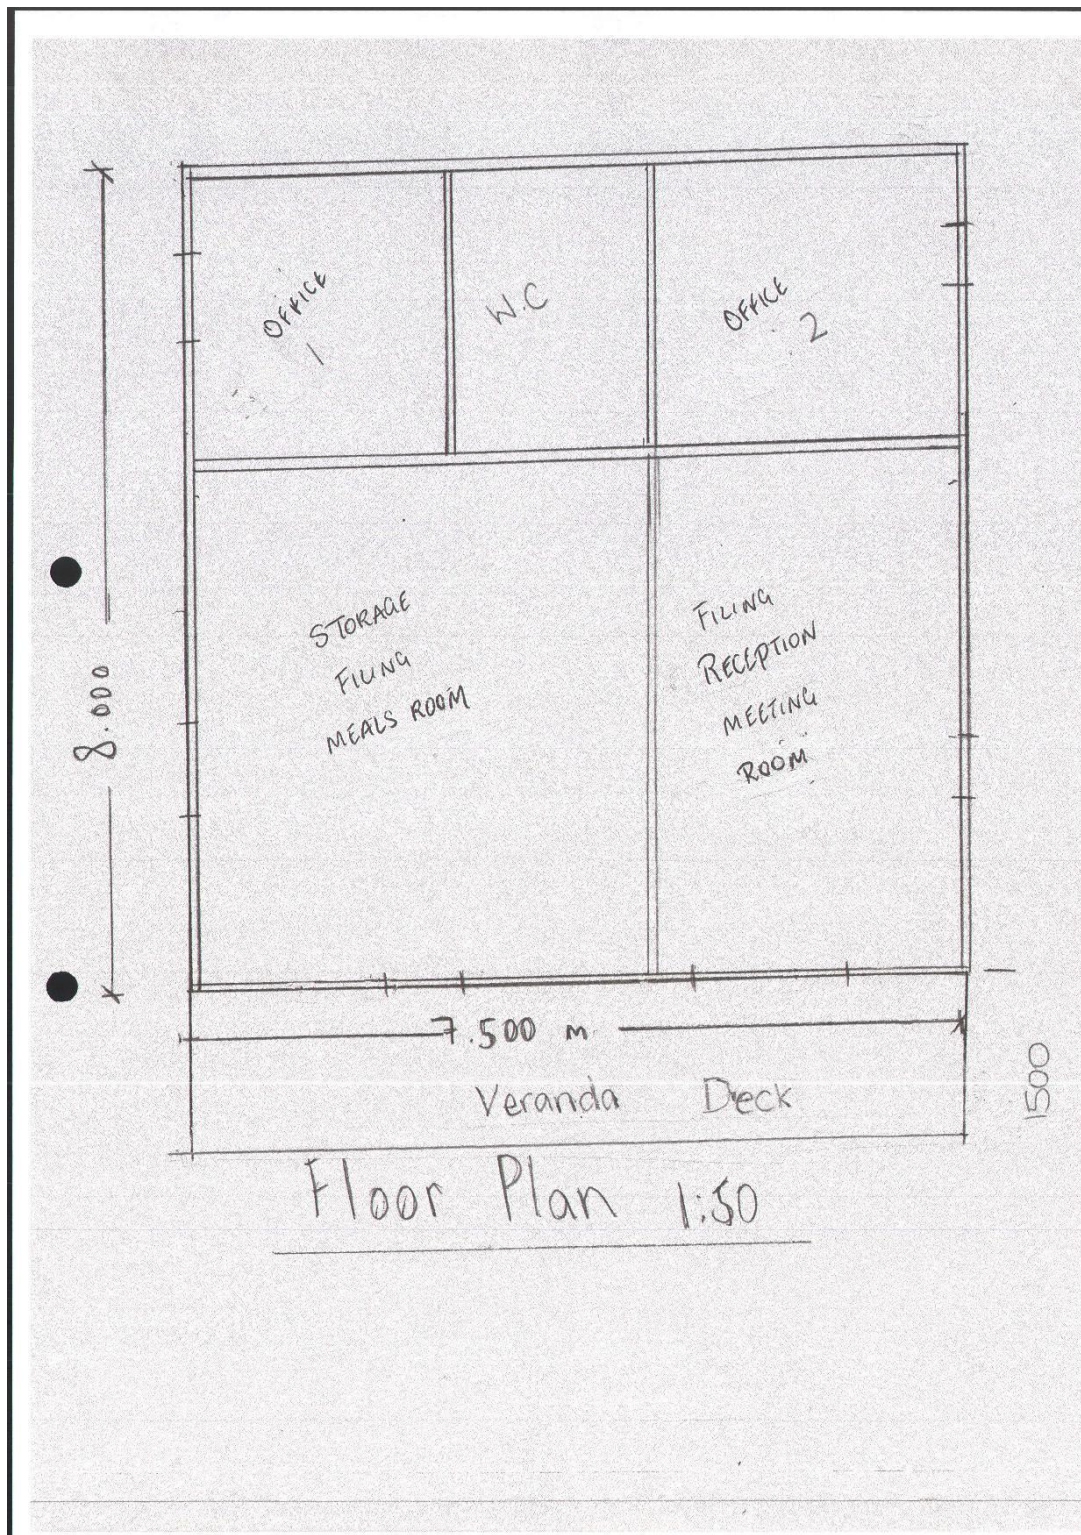 OFFICE
1
W.C
OFFICE
2
STORAGE
FILING
MEALS ROOM
FILING
RECEPTION
MEETING
ROOM
8.000
7.500 m
Veranda Deck
1500
Floor Plan 1:50